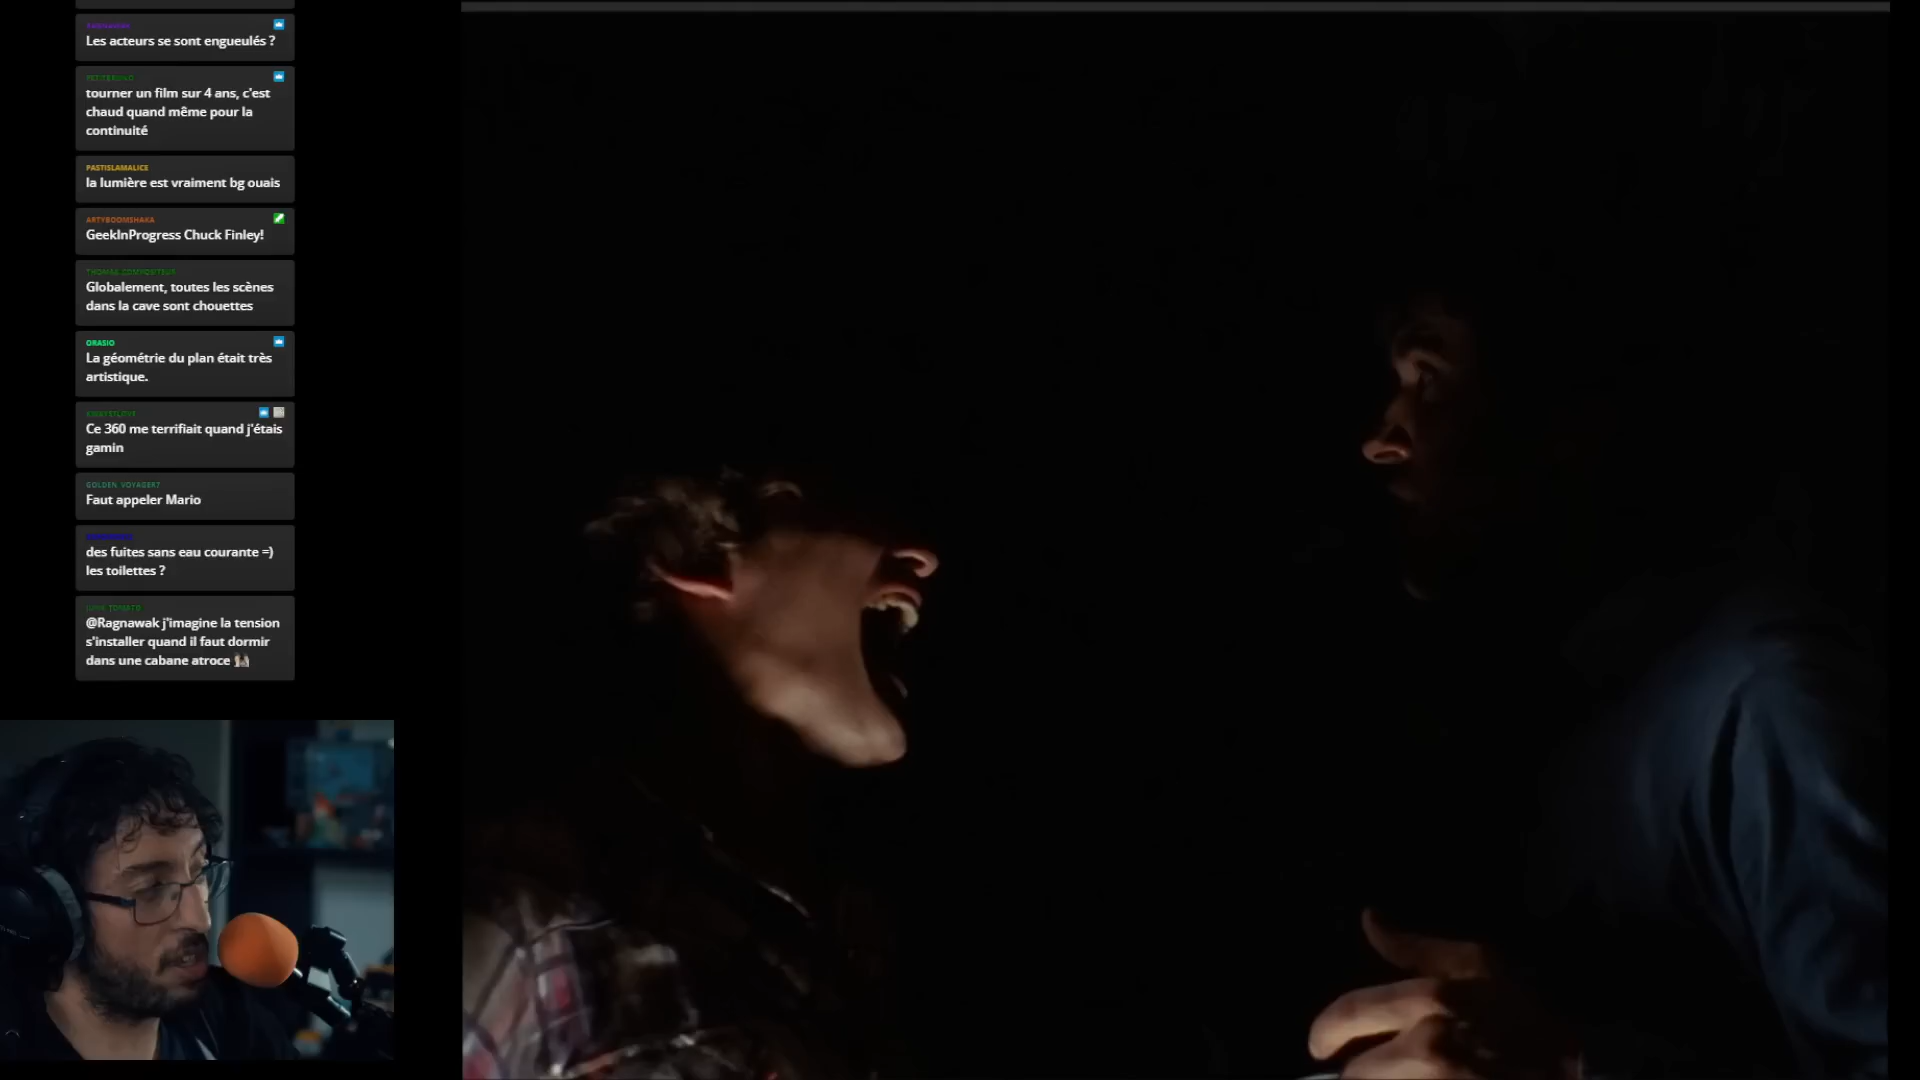 Les acteurs se sont engueulés ?
tourner un film sur 4 ans, c'est
chaud quand même pour la
continuité
PASTISLAMALICE
la lumière est vraiment bg ouais
ARTYBOOMSHAKA
GeekInProgress Chuck Finley!
THOMAS_COMPOSITEUR
Globalement, toutes les scènes
dans la cave sont chouettes
ORASIO
La géométrie du plan était très
artistique.
Ce 360 me terrifiait quand j'étais
gamin
GOLDEN VOYAGER7
Faut appeler Mario
des fuites sans eau courante =)
les toilettes ?
@Ragnawak j'imagine la tension
s'installer quand il faut dormir
dans une cabane atroce